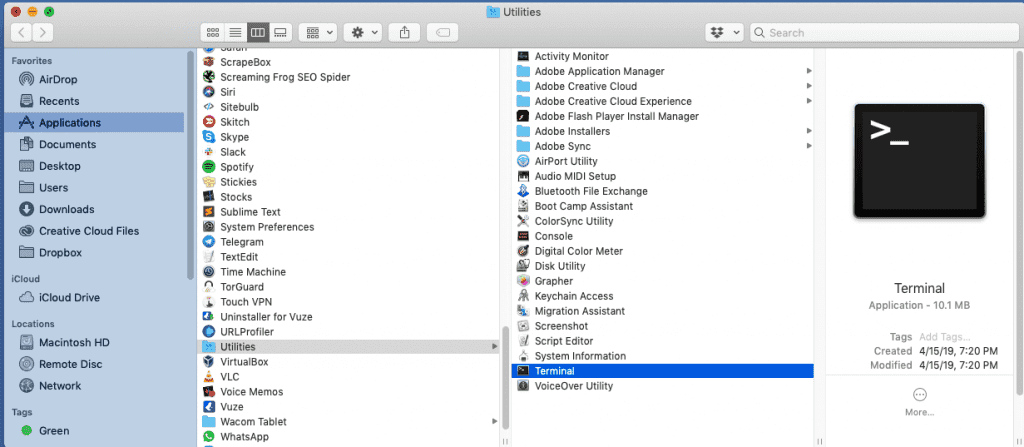 Utilities
Search
Favorites
AirDrop
Recents
Applications
Documents
Desktop
Users
Downloads
Creative Cloud Files
Dropbox
iCloud
iCloud Drive
Locations
Macintosh HD
Remote Disc
Network
Tags
Green
Safari
ScrapeBox
Screaming Frog SEO Spider
Siri
Sitebulb
Skitch
Skype
Slack
Spotify
Stickies
Stocks
Sublime Text
System Preferences
Telegram
TextEdit
Time Machine
TorGuard
Touch VPN
Uninstaller for Vuze
URLProfiler
Utilities
VirtualBox
VLC
Voice Memos
Vuze
Wacom Tablet
WhatsApp
Activity Monitor
Adobe Application Manager
Adobe Creative Cloud
Adobe Creative Cloud Experience
Adobe Flash Player Install Manager
Adobe Installers
Adobe Sync
AirPort Utility
Audio MIDI Setup
Bluetooth File Exchange
Boot Camp Assistant
ColorSync Utility
Console
Digital Color Meter
Disk Utility
Grapher
Keychain Access
Migration Assistant
Screenshot
Script Editor
System Information
Terminal
VoiceOver Utility
>_
Terminal
Application - 10.1 MB
Tags Add Tags...
Created 4/15/19, 7:20 PM
Modified 4/15/19, 7:20 PM
More...